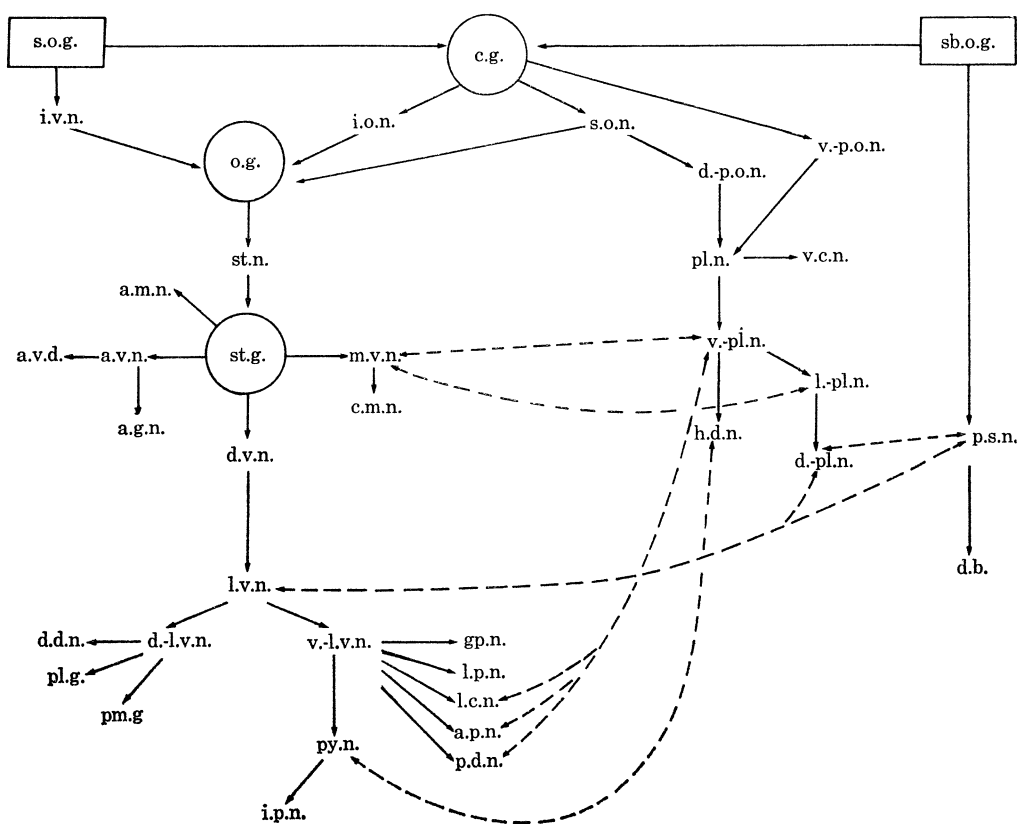 s.o.g.
c.g.
sb.o.g.
i.v.n.
i.o.n.
s.o.n.
v.-p.o.n.
o.g.
d.-p.o.n.
st.n.
pl.n.
v.c.n.
a.m.n.
a.v.d.
a.v.n.
st.g.
m.v.n.
v.-pl.n.
l.-pl.n.
c.m.n.
a.g.n.
h.d.n.
p.s.n.
d.v.n.
d.-pl.n.
d.b.
l.v.n.
d.d.n.
d.-l.v.n.
v.-l.v.n.
gp.n.
pl.g.
l.p.n.
l.c.n.
pm.g
a.p.n.
py.n.
p.d.n.
i.p.n.